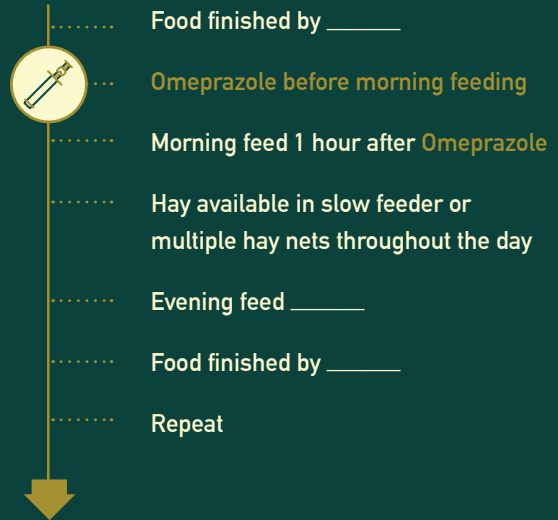 Food finished by ______
Omeprazole before morning feeding
Morning feed 1 hour after Omeprazole
Hay available in slow feeder or
multiple hay nets throughout the day
Evening feed ______
Food finished by ______
Repeat